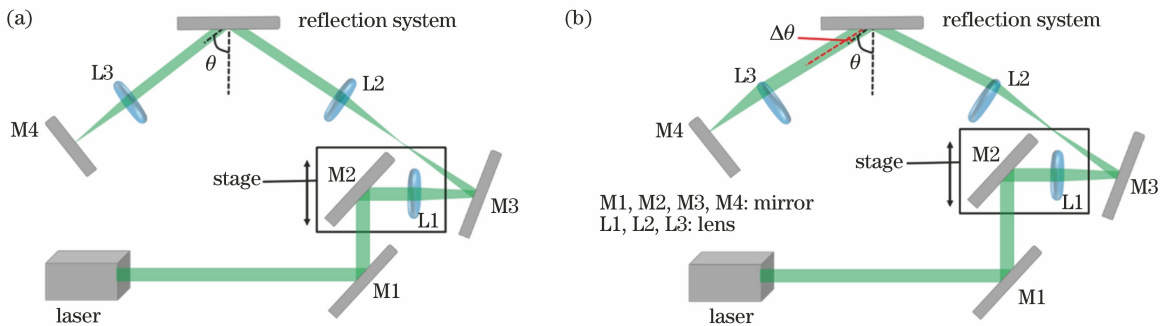 (a)
reflection system
θ
L3
L2
M4
M2
stage
L1
M3
M1
laser
(b)
reflection system
Δθ
θ
L3
L2
M4
M2
stage
L1
M3
M1, M2, M3, M4: mirror
L1, L2, L3: lens
M1
laser